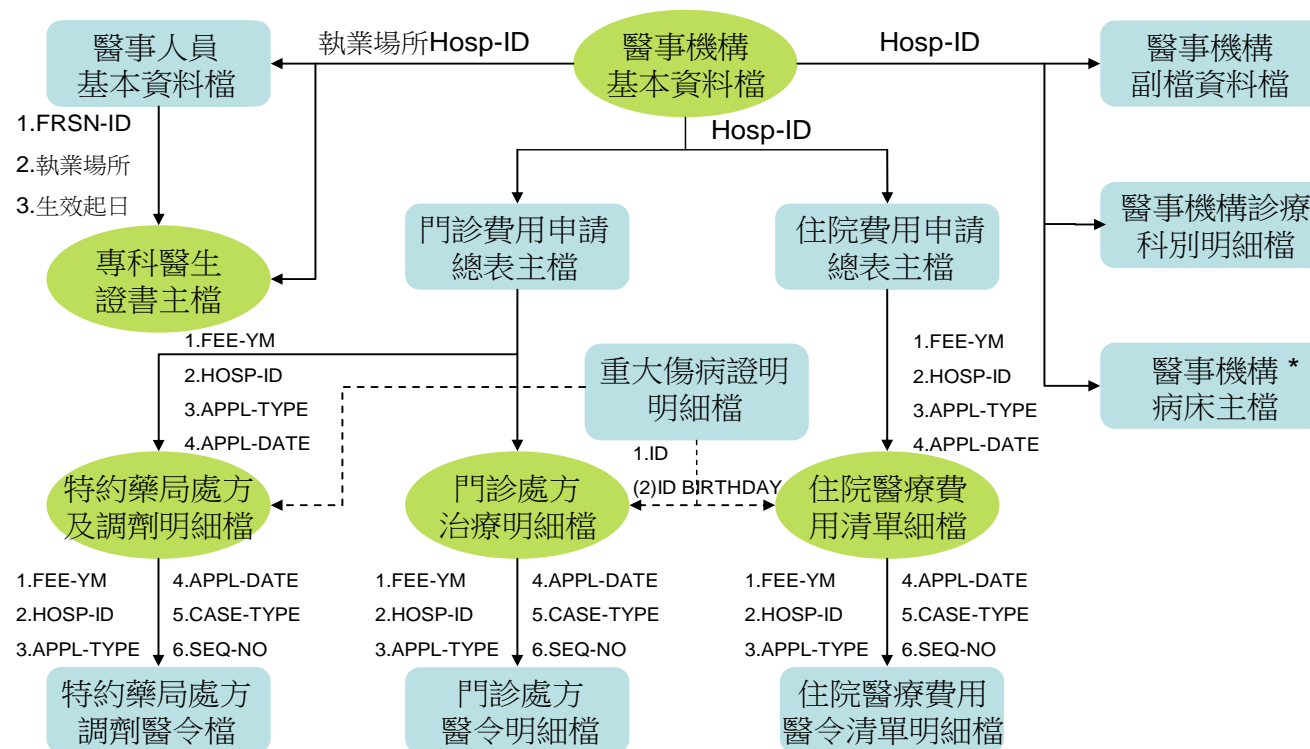 醫事人員
基本資料檔
執業場所Hosp-ID
醫事機構
基本資料檔
Hosp-ID
醫事機構
副檔資料檔
1.FRSN-ID
2.執業場所
3.生效起日
Hosp-ID
專科醫生
證書主檔
門診費用申請
總表主檔
住院費用申請
總表主檔
醫事機構診療
科別明細檔
1.FEE-YM
2.HOSP-ID
3.APPL-TYPE
4.APPL-DATE
重大傷病證明
明細檔
1.FEE-YM
2.HOSP-ID
3.APPL-TYPE
4.APPL-DATE
醫事機構 *
病床主檔
1.ID
(2)ID BIRTHDAY
特約藥局處方
及調劑明細檔
門診處方
治療明細檔
住院醫療費
用清單細檔
1.FEE-YM
2.HOSP-ID
3.APPL-TYPE
4.APPL-DATE
5.CASE-TYPE
6.SEQ-NO
1.FEE-YM
2.HOSP-ID
3.APPL-TYPE
4.APPL-DATE
5.CASE-TYPE
6.SEQ-NO
1.FEE-YM
2.HOSP-ID
3.APPL-TYPE
4.APPL-DATE
5.CASE-TYPE
6.SEQ-NO
特約藥局處方
調劑醫令檔
門診處方
醫令明細檔
住院醫療費用
醫令清單明細檔